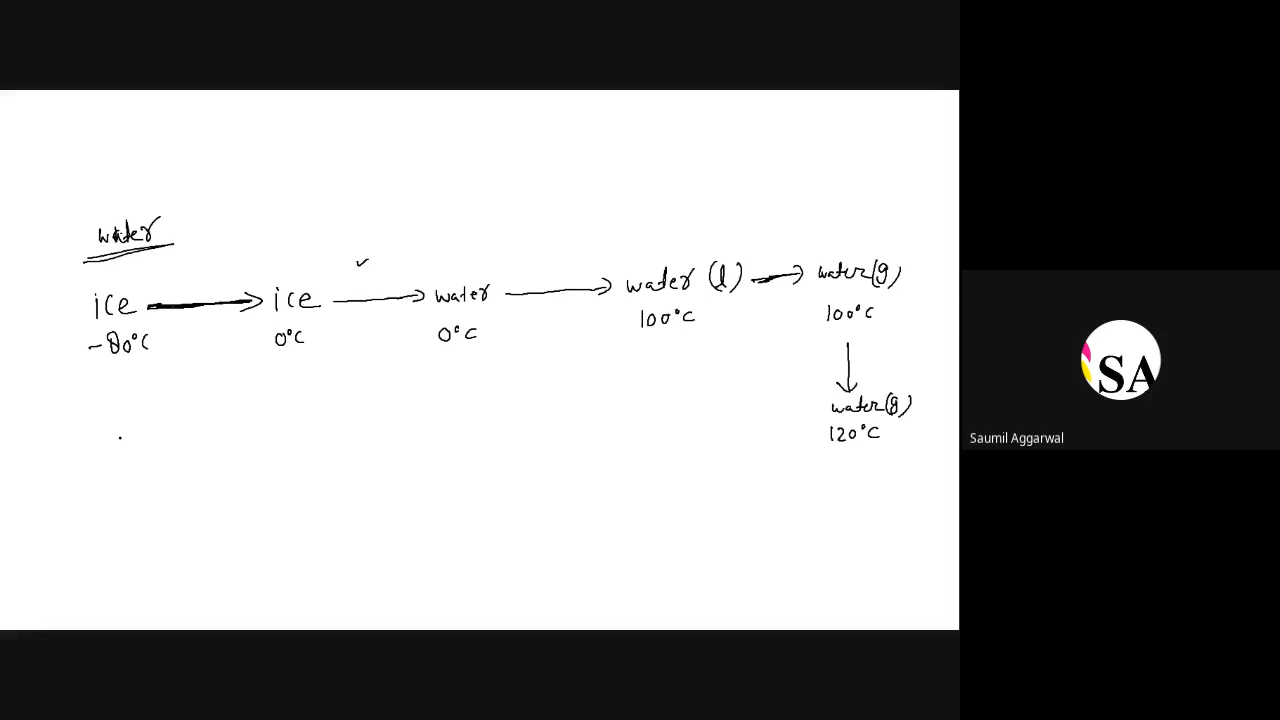 water
ice → ice → water → water (l) → water(g)
-80°C 0°C 0°C 100°C 100°C
water(g)
120°C
SA
Saumil Aggarwal